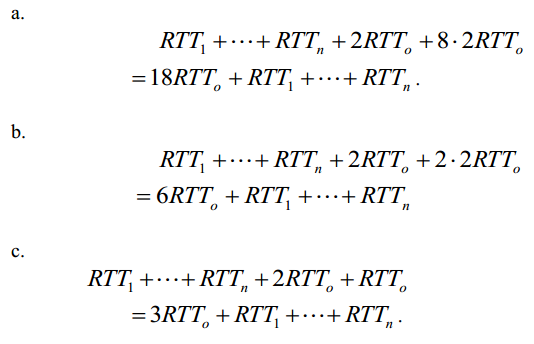 a.
RTT₁ +⋯+ RTTₙ +2RTTₒ +8·2RTTₒ
=18RTTₒ + RTT₁ +⋯+ RTTₙ .
b.
RTT₁ +⋯+ RTTₙ +2RTTₒ +2·2RTTₒ
= 6RTTₒ + RTT₁ +⋯+ RTTₙ
c.
RTT₁ +⋯+ RTTₙ +2RTTₒ + RTTₒ
=3RTTₒ + RTT₁ +⋯+ RTTₙ .